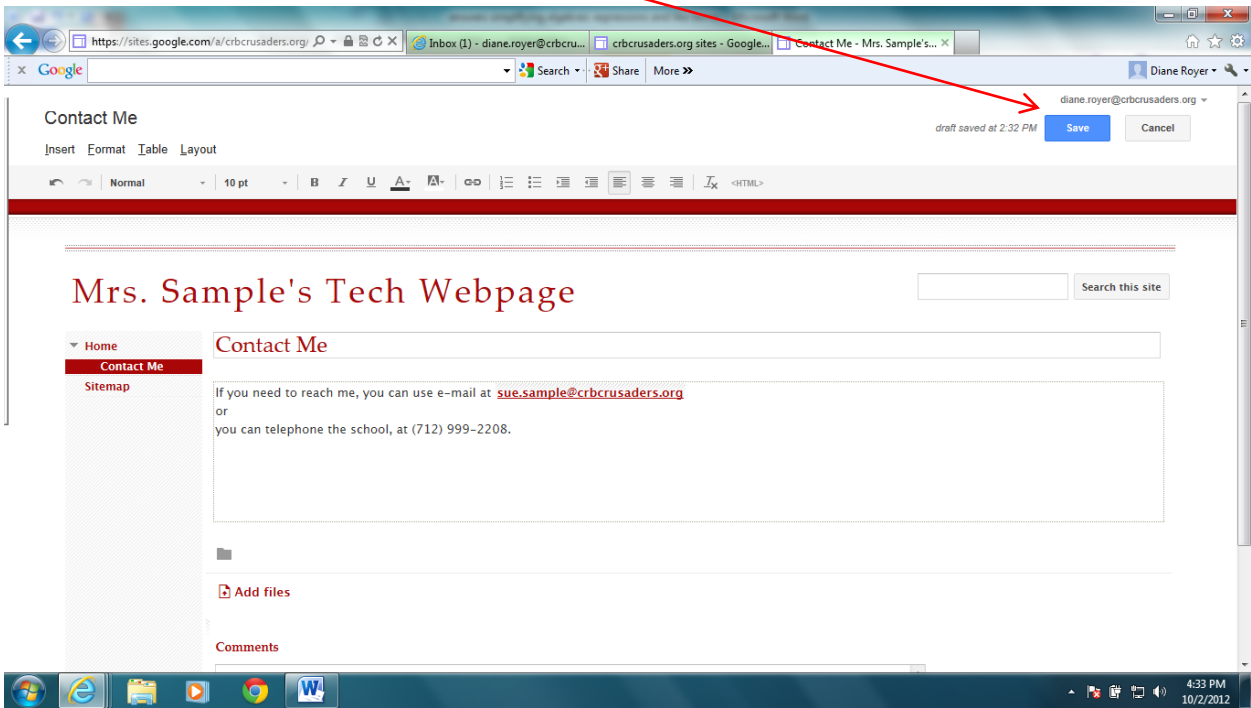 https://sites.google.com/a/crbcrusaders.org/
Inbox (1) - diane.royer@crbcru...
crbcrusaders.org sites - Google...
Contact Me - Mrs. Sample's...
x Google
Search
Share
More »
Diane Royer
diane.royer@crbcrusaders.org
Contact Me
draft saved at 2:32 PM
Save
Cancel
Insert Format Table Layout
Normal
10 pt
B I U A A
<HTML>
Mrs. Sample's Tech Webpage
Search this site
Home
Contact Me
Sitemap
Contact Me
If you need to reach me, you can use e-mail at sue.sample@crbcrusaders.org
or
you can telephone the school, at (712) 999-2208.
Add files
Comments
4:33 PM
10/2/2012